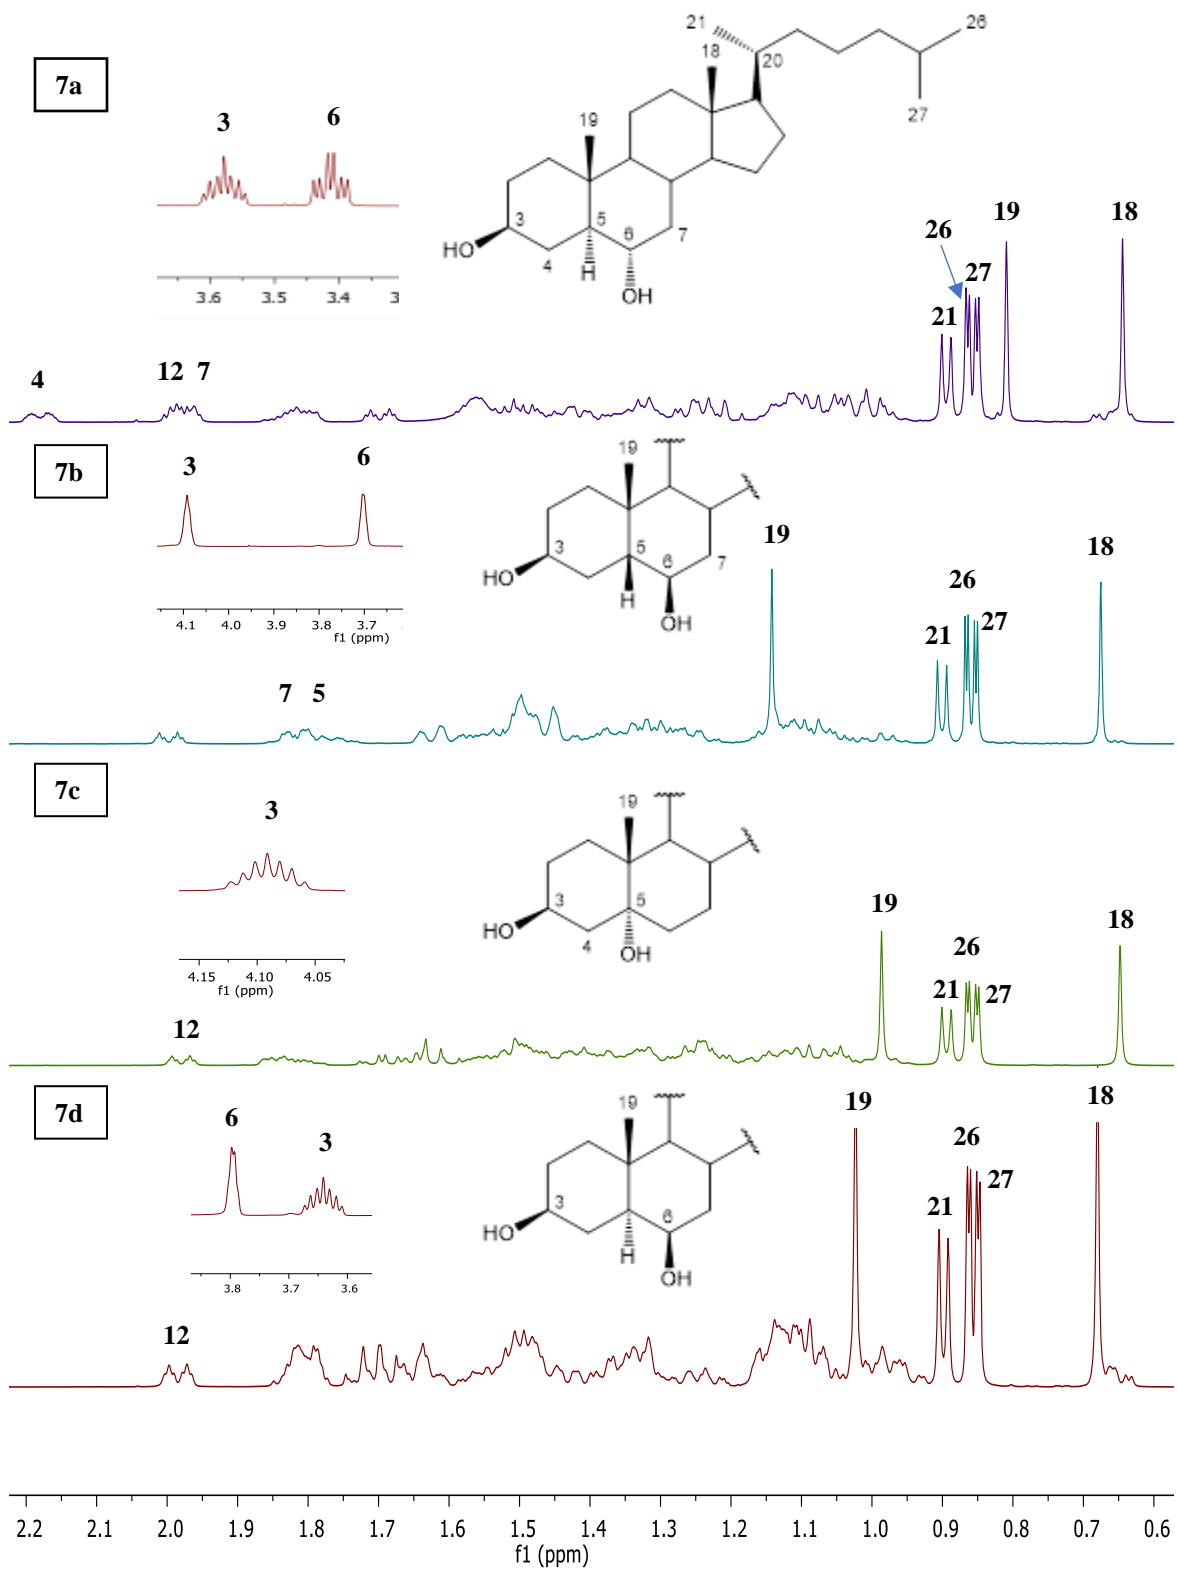 7a
3 6
3.6 3.5 3.4 3
21 26
18 20
27
19
3 5 6 7
HO 4 H
OH
4 12 7
21 26 27 19 18
7b
3 6
4.1 4.0 3.9 3.8 3.7
f1 (ppm)
19
3 5 6 7
HO
H
OH
7 5
19 21 26 27 18
7c
3
4.15 4.10 4.05
f1 (ppm)
19
3 5
HO 4 OH
12
19 21 26 27 18
7d
6 3
3.8 3.7 3.6
19
3 6
HO
H
OH
12
19 21 26 27 18
2.2 2.1 2.0 1.9 1.8 1.7 1.6 1.5 1.4 1.3 1.2 1.1 1.0 0.9 0.8 0.7 0.6
f1 (ppm)